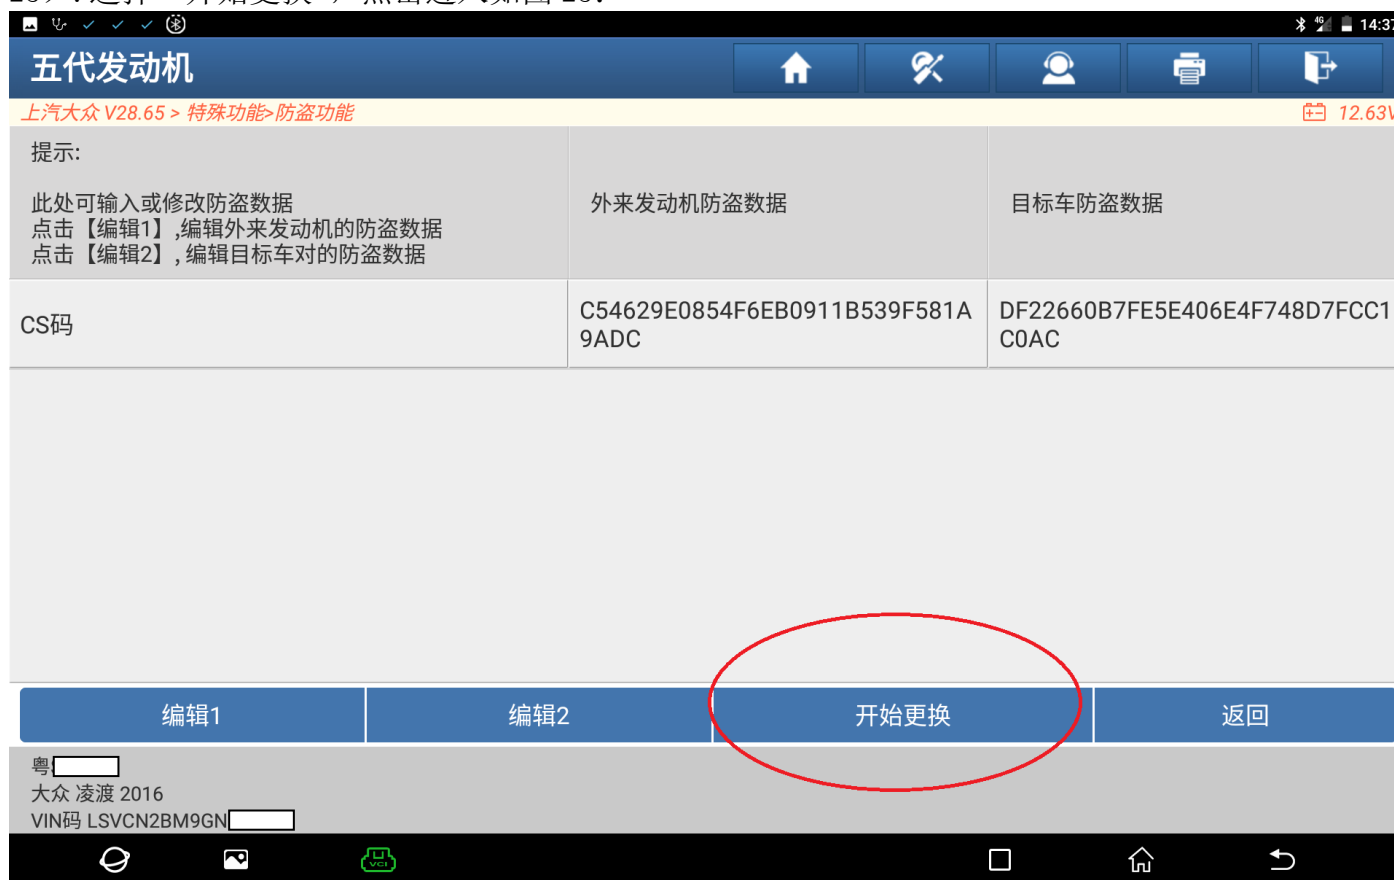 14:37
五代发动机
上汽大众 V28.65 > 特殊功能>防盗功能
12.63V
提示:
此处可输入或修改防盗数据
点击【编辑1】,编辑外来发动机的防盗数据
点击【编辑2】, 编辑目标车对的防盗数据
外来发动机防盗数据
目标车防盗数据
CS码
C54629E0854F6EB0911B539F581A
9ADC
DF22660B7FE5E406E4F748D7FCC1
C0AC
编辑1
编辑2
开始更换
返回
粤
大众 凌渡 2016
VIN码 LSVCN2BM9GN
VCI